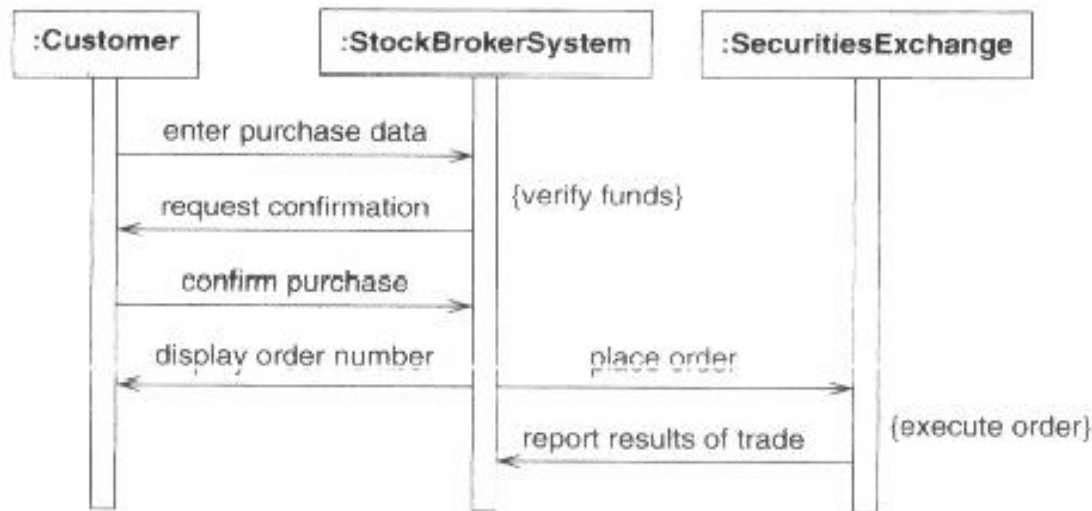 :Customer
:StockBrokerSystem
:SecuritiesExchange
enter purchase data
{verify funds}
request confirmation
confirm purchase
display order number
place order
{execute order}
report results of trade